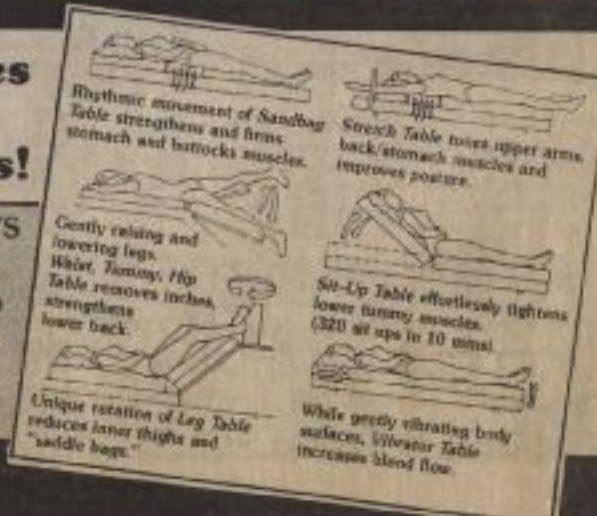 es
s!
Rhythmic movement of Sandbag
Table strengthens and firms
stomach and buttocks muscles.
Stretch Table tones upper arms,
back/stomach muscles and
improves posture.
Gently raising and
lowering legs,
Waist, Tummy, Hip
Table removes inches,
strengthens
lower back.
Sit-Up Table effortlessly tightens
lower tummy muscles.
(321 sit ups in 10 mins)
Unique rotation of Leg Table
reduces inner thighs and
"saddle bags."
While gently vibrating body
surfaces, Vibrator Table
increases blood flow.